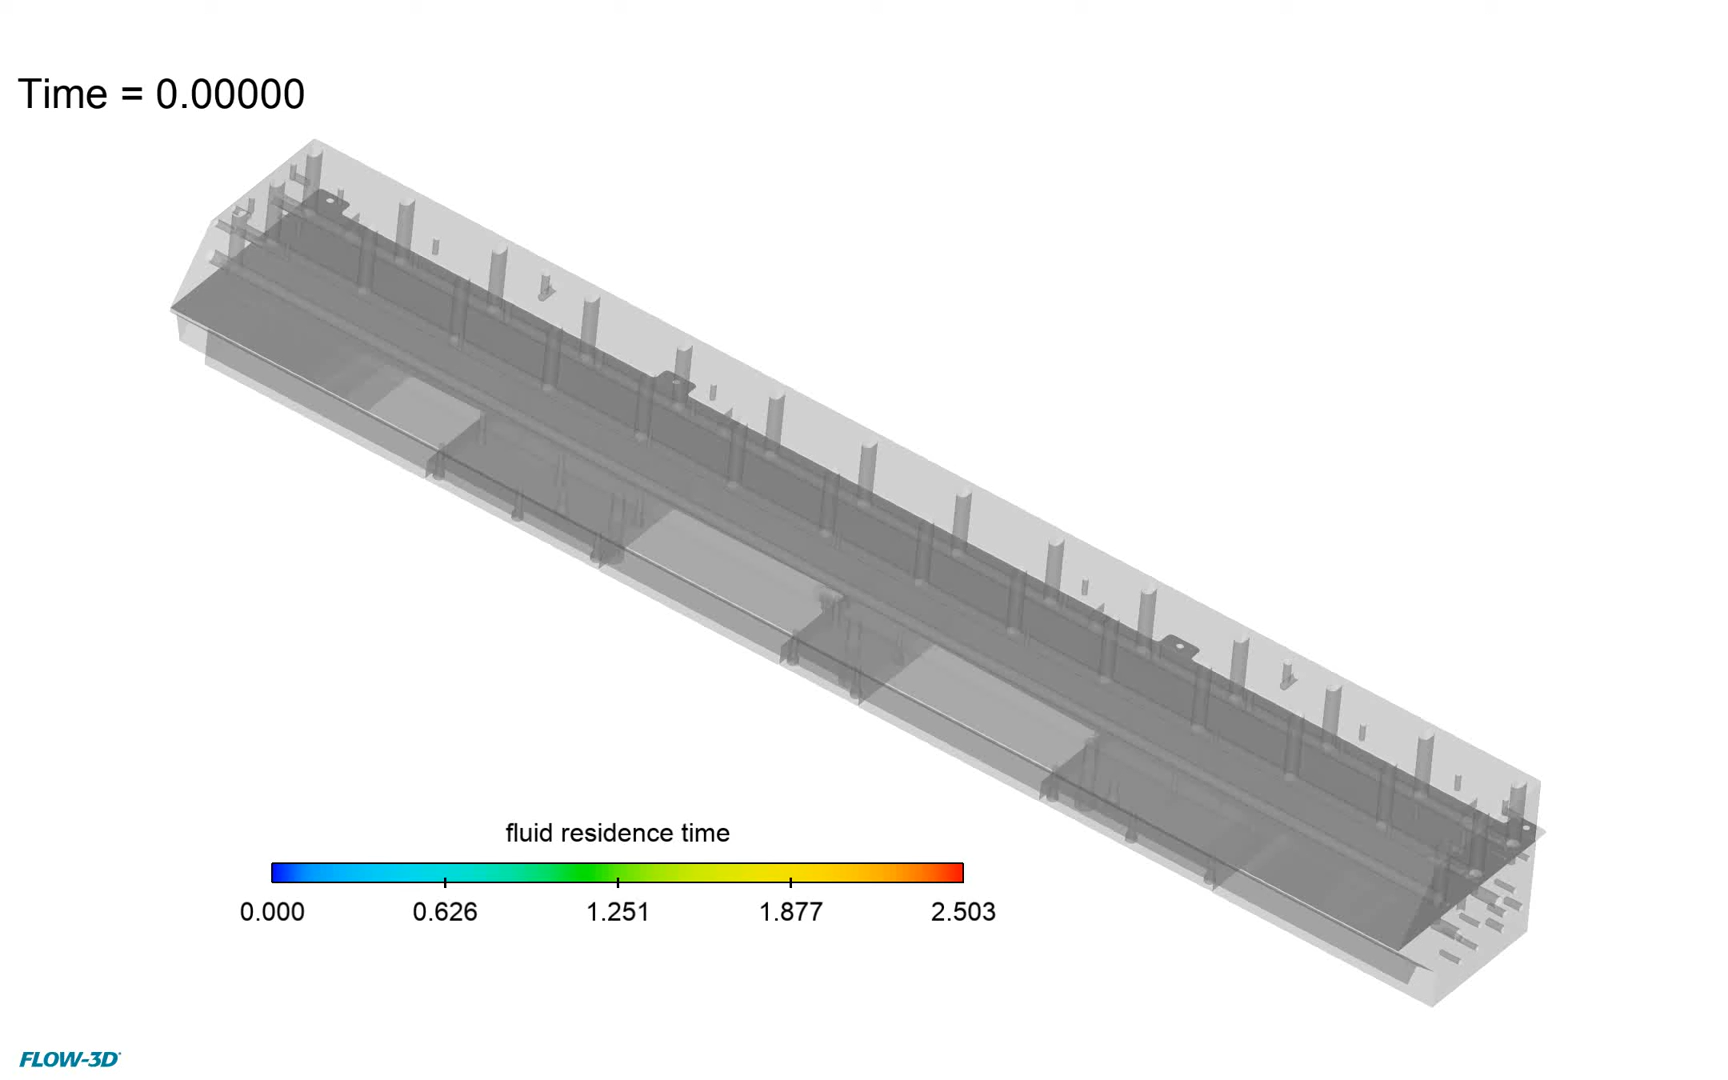 Time = 0.00000
fluid residence time
0.000 0.626 1.251 1.877 2.503
FLOW-3D